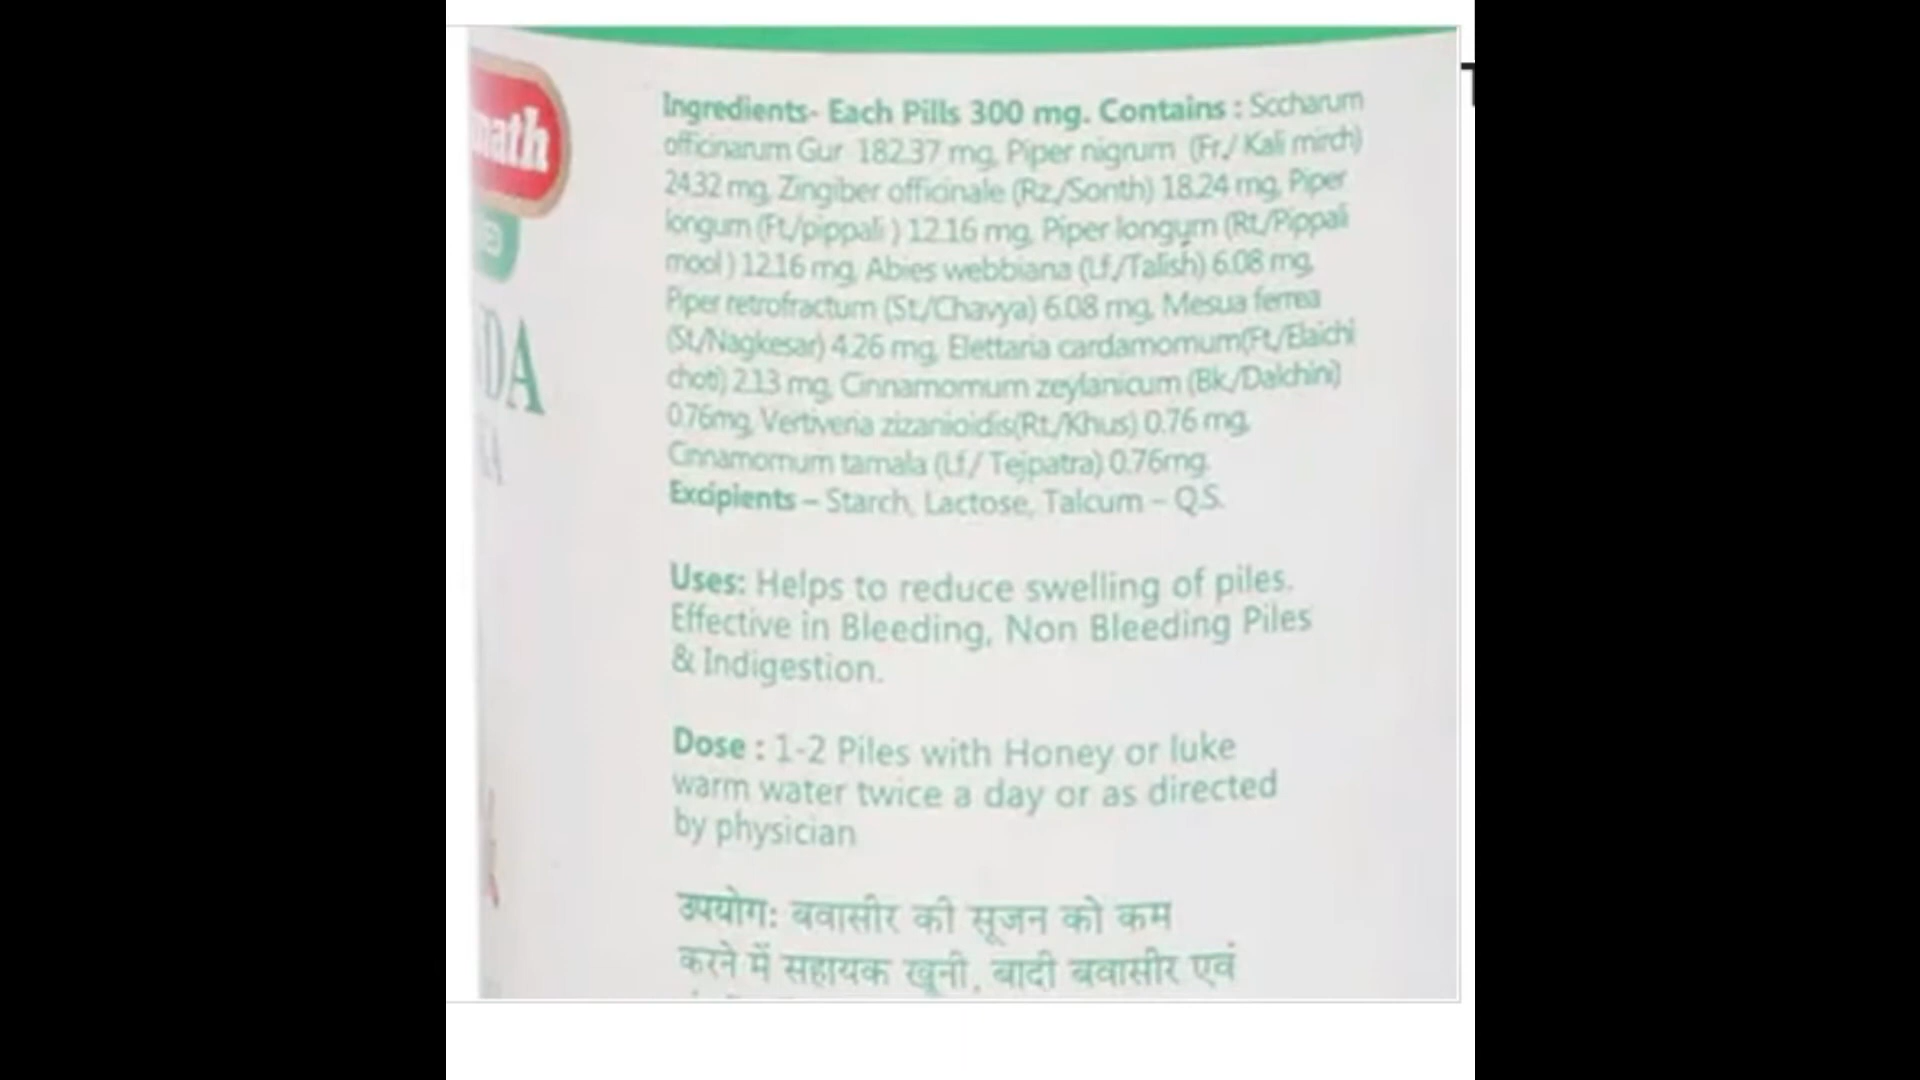 nath
DA
KA
Ingredients- Each Pills 300 mg. Contains : Sccharum
officinarum Gur 182.37 mg, Piper nigrum (Fr./ Kali mirch)
24.32 mg, Zingiber officinale (Rz./Sonth) 18.24 mg, Piper
longum (Ft./pippali ) 12.16 mg, Piper longum (Rt./Pippali
mool ) 12.16 mg, Abies webbiana (Lf./Talish) 6.08 mg,
Piper retrofractum (St./Chavya) 6.08 mg, Mesua ferrea
(St./Nagkesar) 4.26 mg, Elettaria cardamomum(Ft./Elaichi
choti) 2.13 mg, Cinnamomum zeylanicum (Bk./Dalchini)
0.76mg, Vertiveria zizanioidis(Rt./Khus) 0.76 mg,
Cinnamomum tamala (Lf./ Tejpatra) 0.76mg.
Excipients – Starch, Lactose, Talcum – Q.S.
Uses: Helps to reduce swelling of piles.
Effective in Bleeding, Non Bleeding Piles
& Indigestion.
Dose : 1-2 Piles with Honey or luke
warm water twice a day or as directed
by physician
उपयोग: बवासीर की सूजन को कम
करने में सहायक खूनी, बादी बवासीर एवं